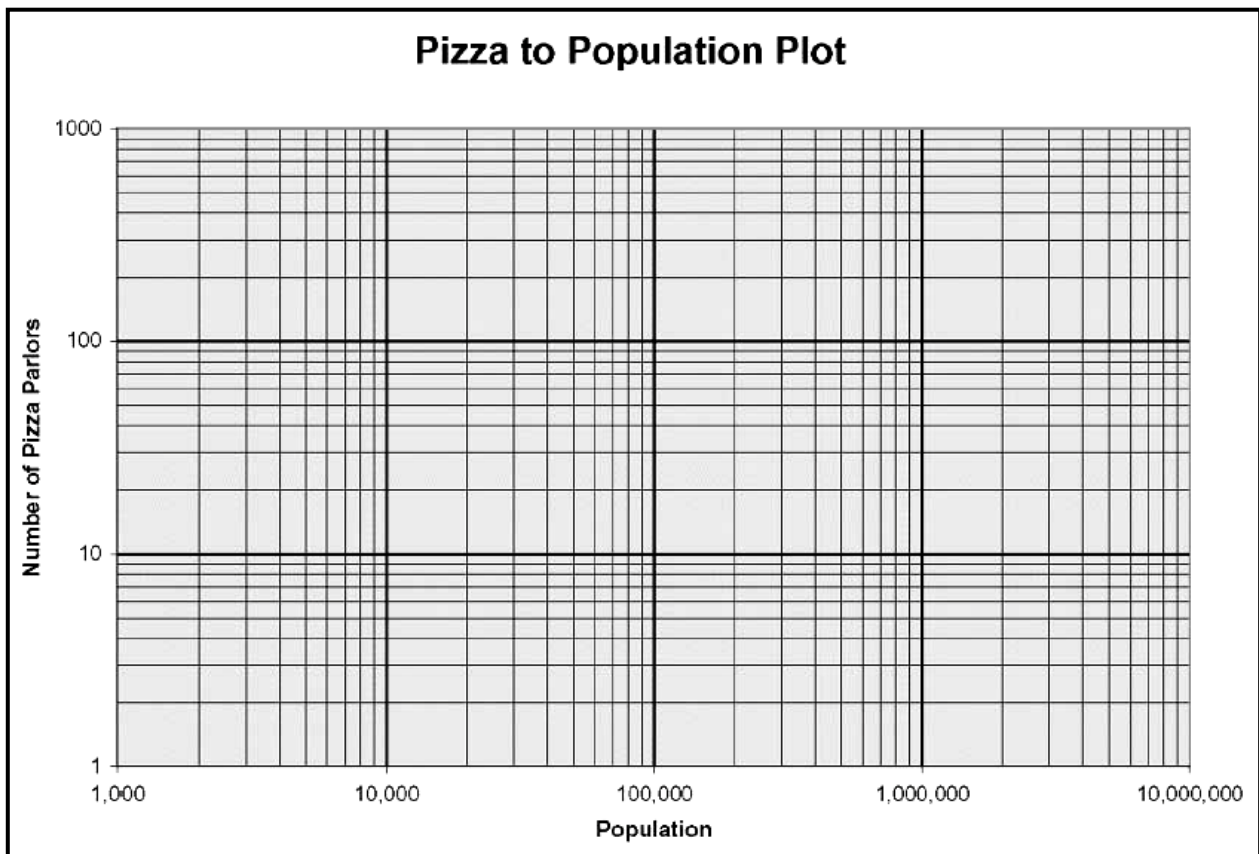 Pizza to Population Plot
1000
100
10
1
Number of Pizza Parlors
1,000 10,000 100,000 1,000,000 10,000,000
Population